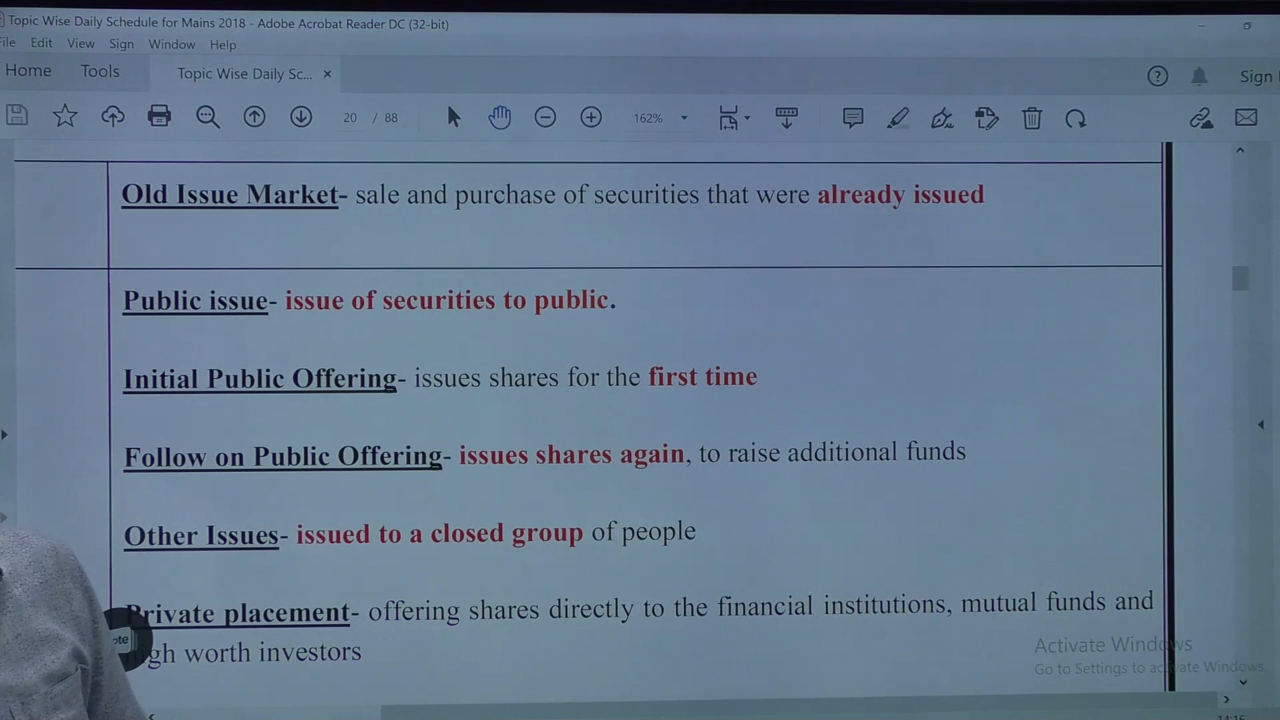 Topic Wise Daily Schedule for Mains 2018 - Adobe Acrobat Reader DC (32-bit)
File Edit View Sign Window Help
Home Tools Topic Wise Daily Sc... × Sign
20 / 88 162%
Old Issue Market- sale and purchase of securities that were already issued
Public issue- issue of securities to public.
Initial Public Offering- issues shares for the first time
Follow on Public Offering- issues shares again, to raise additional funds
Other Issues- issued to a closed group of people
Private placement- offering shares directly to the financial institutions, mutual funds and
high worth investors
Activate Windows
Go to Settings to activate Windows.